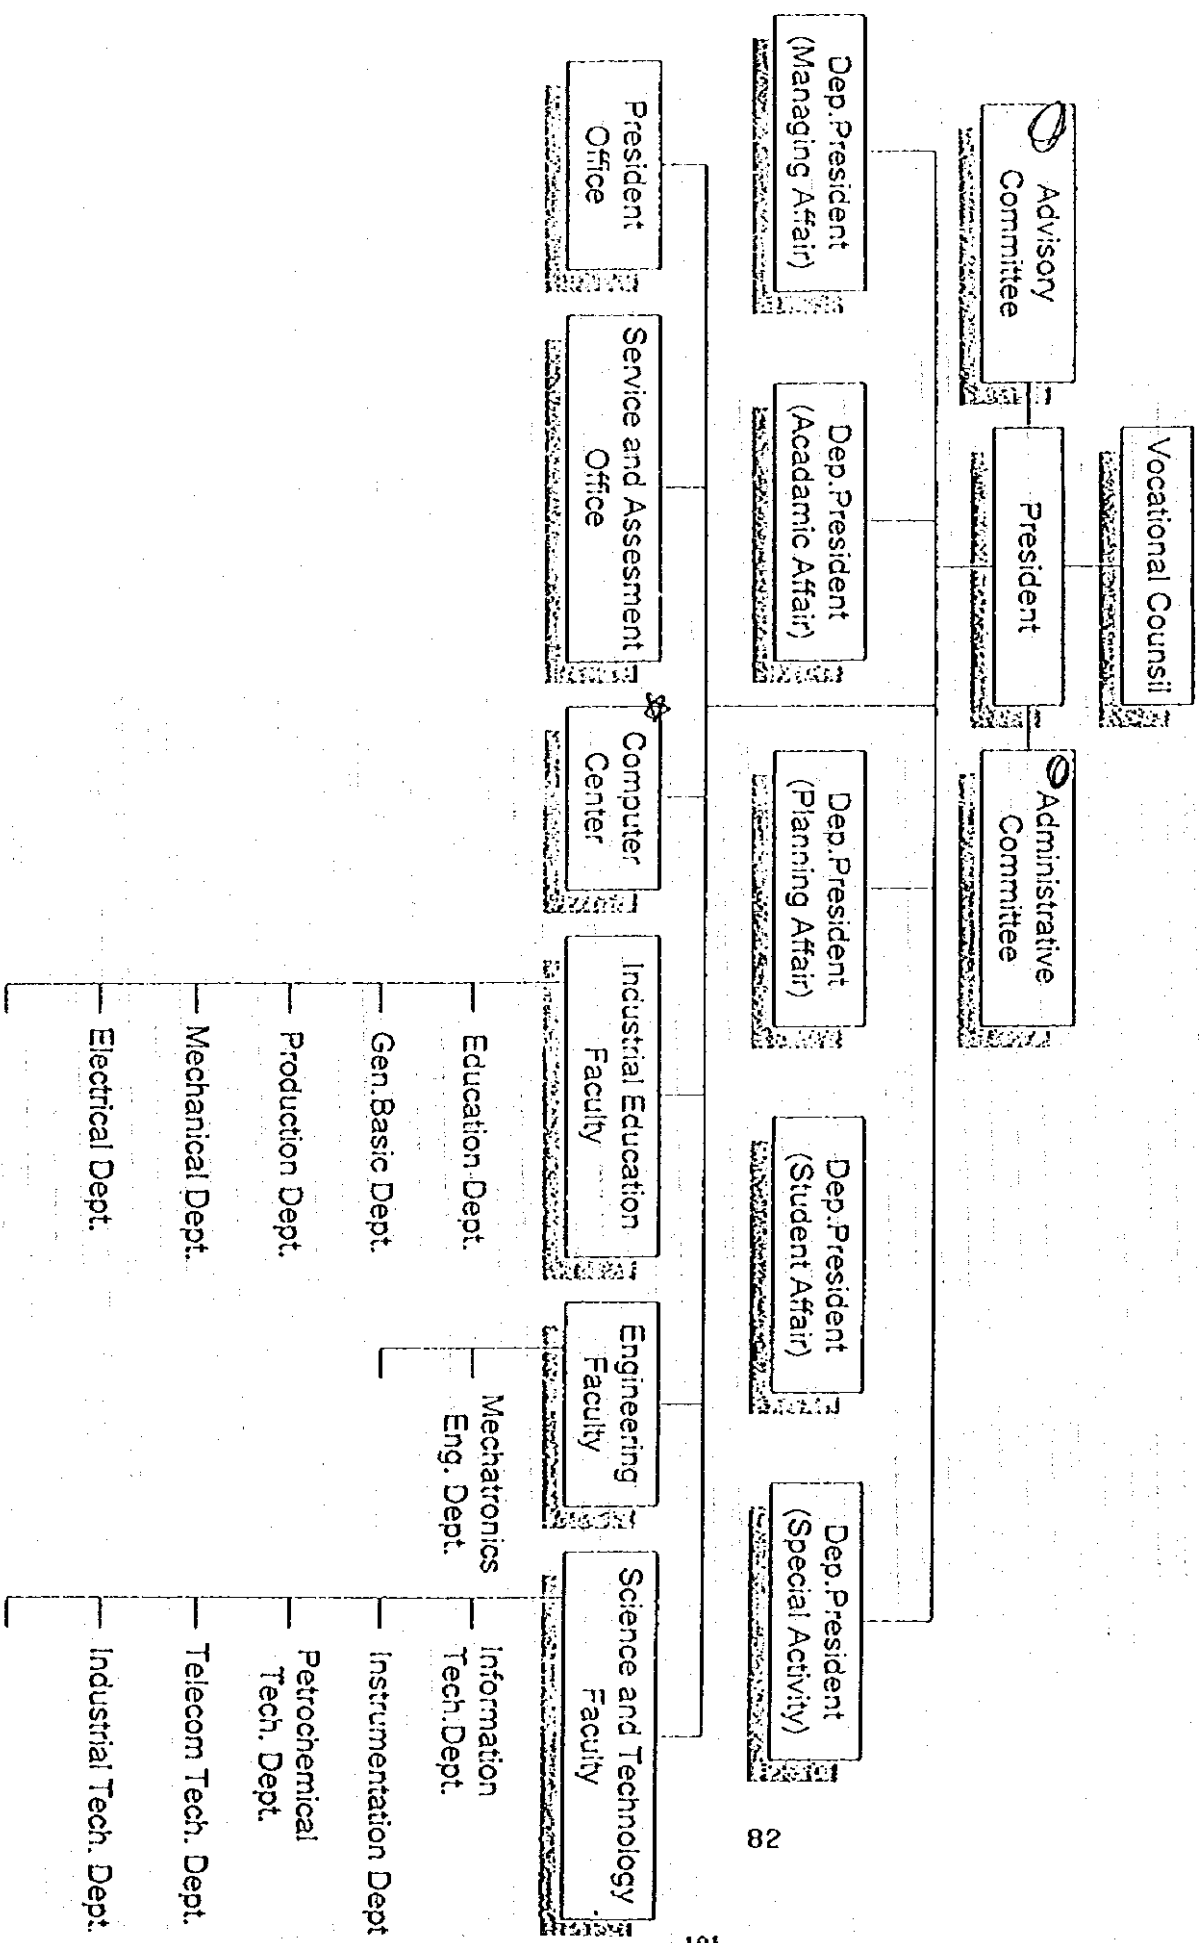 Vocational Counsil
Advisory
Committee
President
Administrative
Committee
Dep.President
(Managing Affair)
Dep.President
(Acadamic Affair)
Dep.President
(Planning Affair)
Dep.President
(Student Affair)
Dep.President
(Special Activity)
President
Office
Service and Assesment
Office
Computer
Center
Industrial Education
Faculty
Engineering
Faculty
Science and Technology
Faculty
Education Dept.
Gen.Basic Dept.
Production Dept.
Mechanical Dept.
Electrical Dept.
Mechatronics
Eng. Dept.
Information
Tech.Dept.
Instrumentation Dept
Petrochemical
Tech. Dept.
Telecom Tech. Dept.
Industrial Tech. Dept.
82